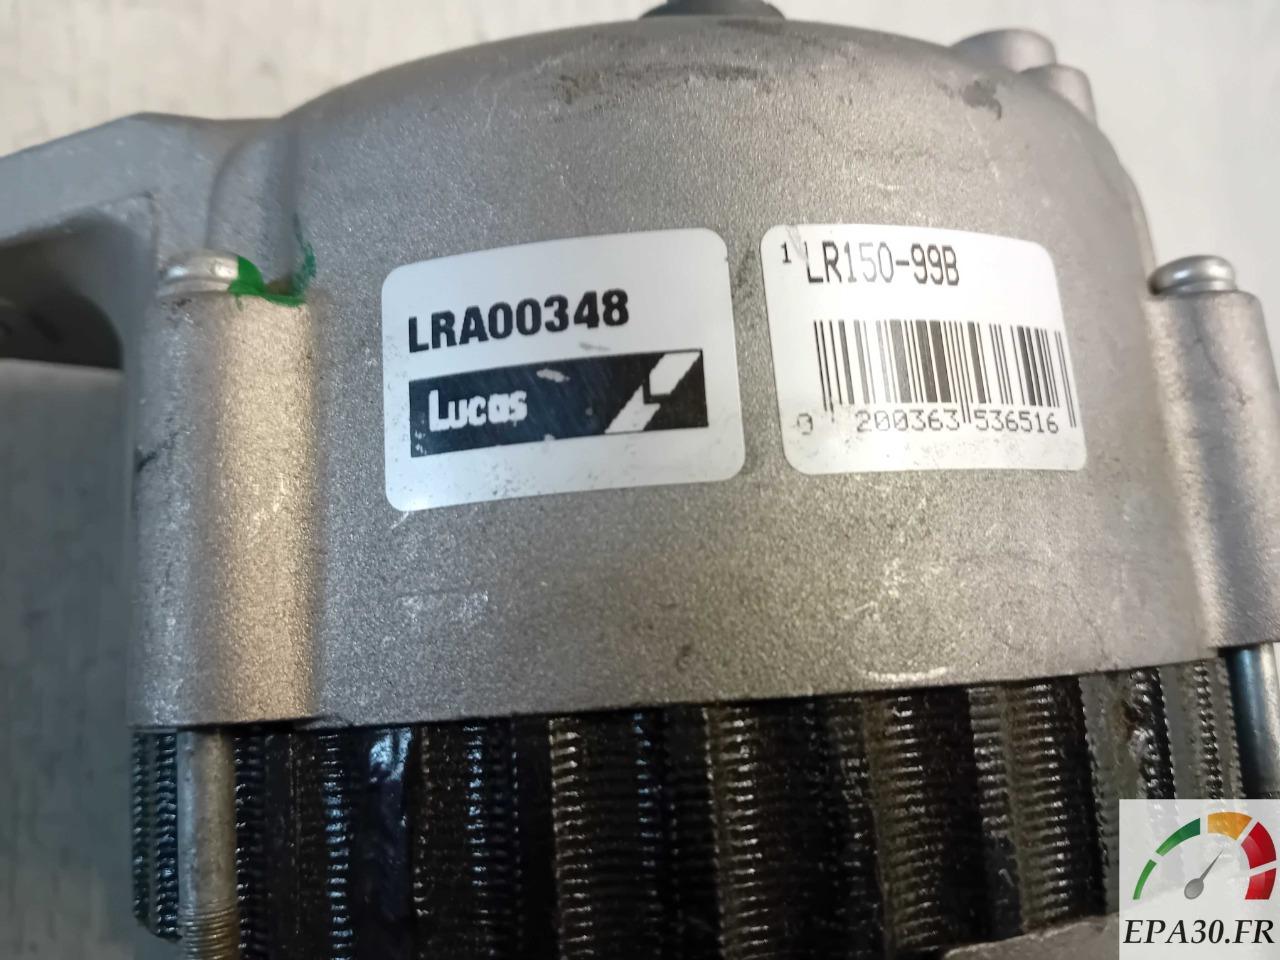 LRA00348
Lucas
1 LR150-99B
0 200363 536516
EPA30.FR